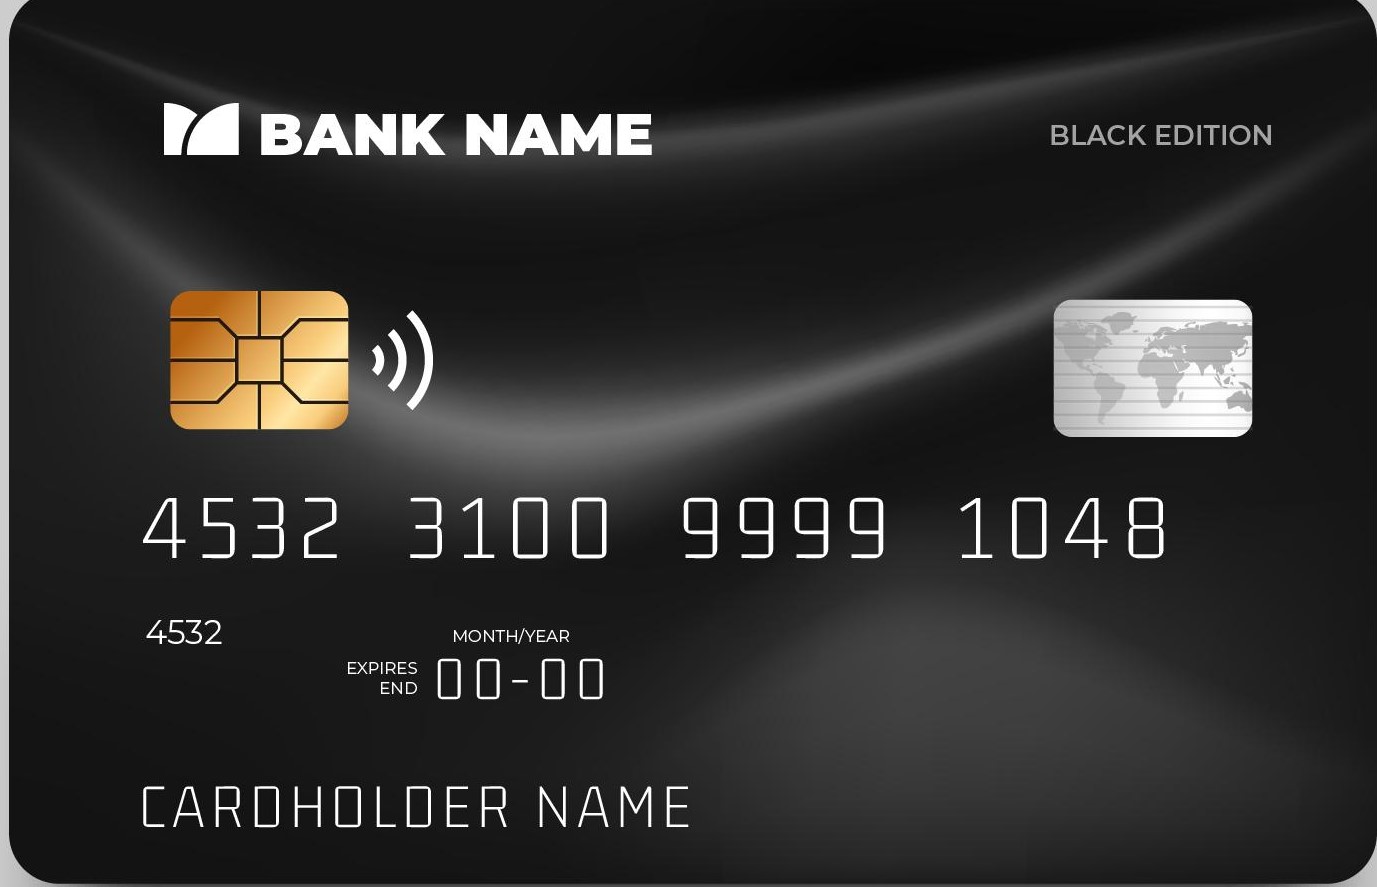 BANK NAME
BLACK EDITION
4532 3100 9999 1048
4532
MONTH/YEAR
EXPIRES END 00-00
CARDHOLDER NAME